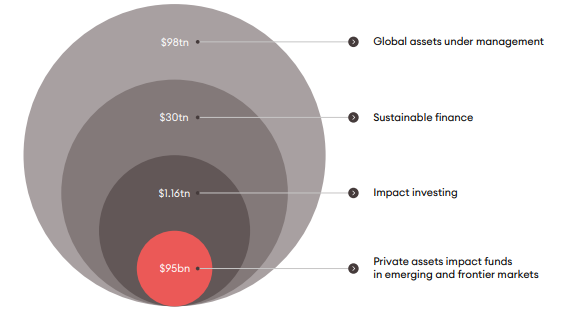 $98tn
Global assets under management
$30tn
Sustainable finance
$1.16tn
Impact investing
$95bn
Private assets impact funds
in emerging and frontier markets